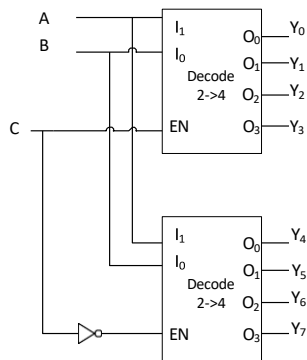 A
B
C
I₁
I₀
Decode
2->4
EN
O₀
O₁
O₂
O₃
Y₀
Y₁
Y₂
Y₃
I₁
I₀
Decode
2->4
EN
O₀
O₁
O₂
O₃
Y₄
Y₅
Y₆
Y₇